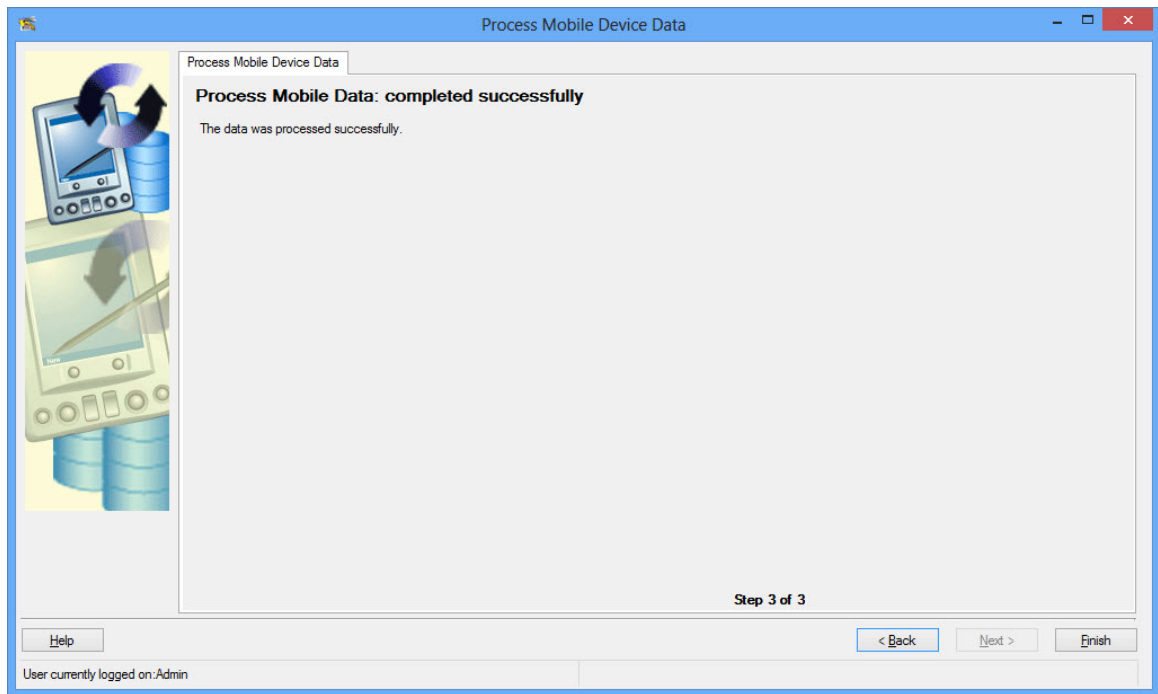 Process Mobile Device Data
Process Mobile Device Data
Process Mobile Data: completed successfully
The data was processed successfully.
Step 3 of 3
Help
< Back
Next >
Finish
User currently logged on:Admin